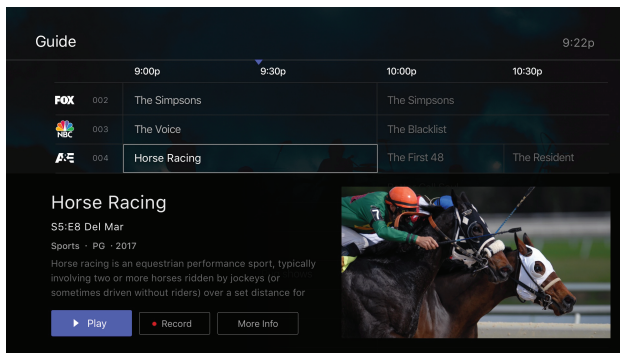 Guide
9:22p
9:00p 9:30p 10:00p 10:30p
FOX 002 The Simpsons The Simpsons
NBC 003 The Voice The Blacklist
A&E 004 Horse Racing The First 48 The Resident
Horse Racing
S5:E8 Del Mar
Sports · PG · 2017
Horse racing is an equestrian performance sport, typically
involving two or more horses ridden by jockeys (or
sometimes driven without riders) over a set distance for
Play Record More Info
7